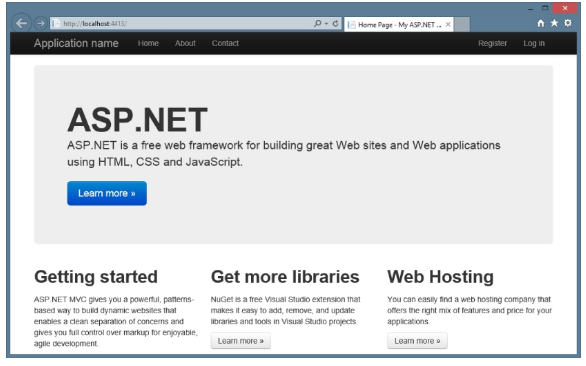 http://localhost:4413/
Home Page - My ASP.NET ...
Application name Home About Contact Register Log in
ASP.NET
ASP.NET is a free web framework for building great Web sites and Web applications
using HTML, CSS and JavaScript.
Learn more »
Getting started
ASP.NET MVC gives you a powerful, patterns-
based way to build dynamic websites that
enables a clean separation of concerns and
gives you full control over markup for enjoyable,
agile development.
Get more libraries
NuGet is a free Visual Studio extension that
makes it easy to add, remove, and update
libraries and tools in Visual Studio projects.
Learn more »
Web Hosting
You can easily find a web hosting company that
offers the right mix of features and price for your
applications.
Learn more »